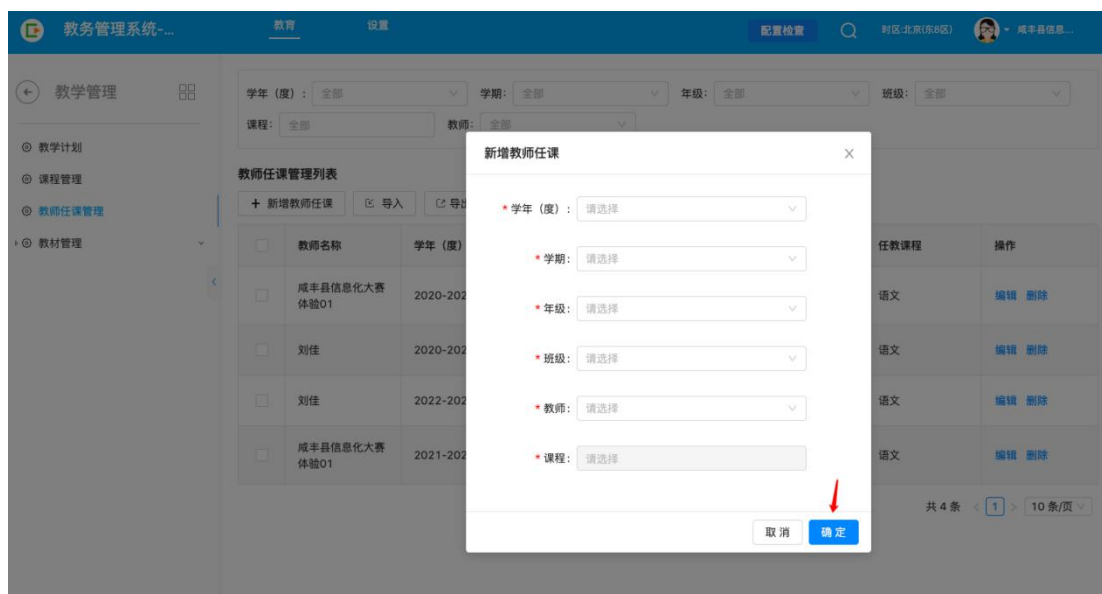 教务管理系统-...
教育
设置
配置检查
时区:北京(东8区)
咸丰县信息...
教学管理
教学计划
课程管理
教师任课管理
教材管理
学年（度）: 全部
学期: 全部
年级: 全部
班级: 全部
课程: 全部
教师: 全部
教师任课管理列表
+ 新增教师任课
导入
导出
教师名称
学年（度）
任教课程
操作
咸丰县信息化大赛
体验01
2020-202
语文
编辑 删除
刘佳
2020-202
语文
编辑 删除
刘佳
2022-202
语文
编辑 删除
咸丰县信息化大赛
体验01
2021-202
语文
编辑 删除
共 4 条 < 1 > 10 条/页
新增教师任课
* 学年（度）: 请选择
* 学期: 请选择
* 年级: 请选择
* 班级: 请选择
* 教师: 请选择
* 课程: 请选择
取 消
确 定